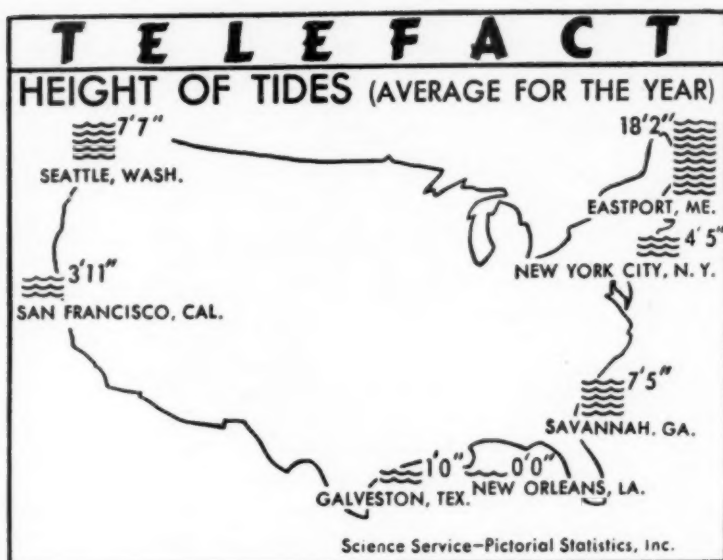 TELEFACT
HEIGHT OF TIDES (AVERAGE FOR THE YEAR)
7'7"
SEATTLE, WASH.
18'2"
EASTPORT, ME.
4'5"
NEW YORK CITY, N. Y.
3'11"
SAN FRANCISCO, CAL.
7'5"
SAVANNAH. GA.
1'0"
GALVESTON, TEX.
0'0"
NEW ORLEANS, LA.
Science Service–Pictorial Statistics, Inc.